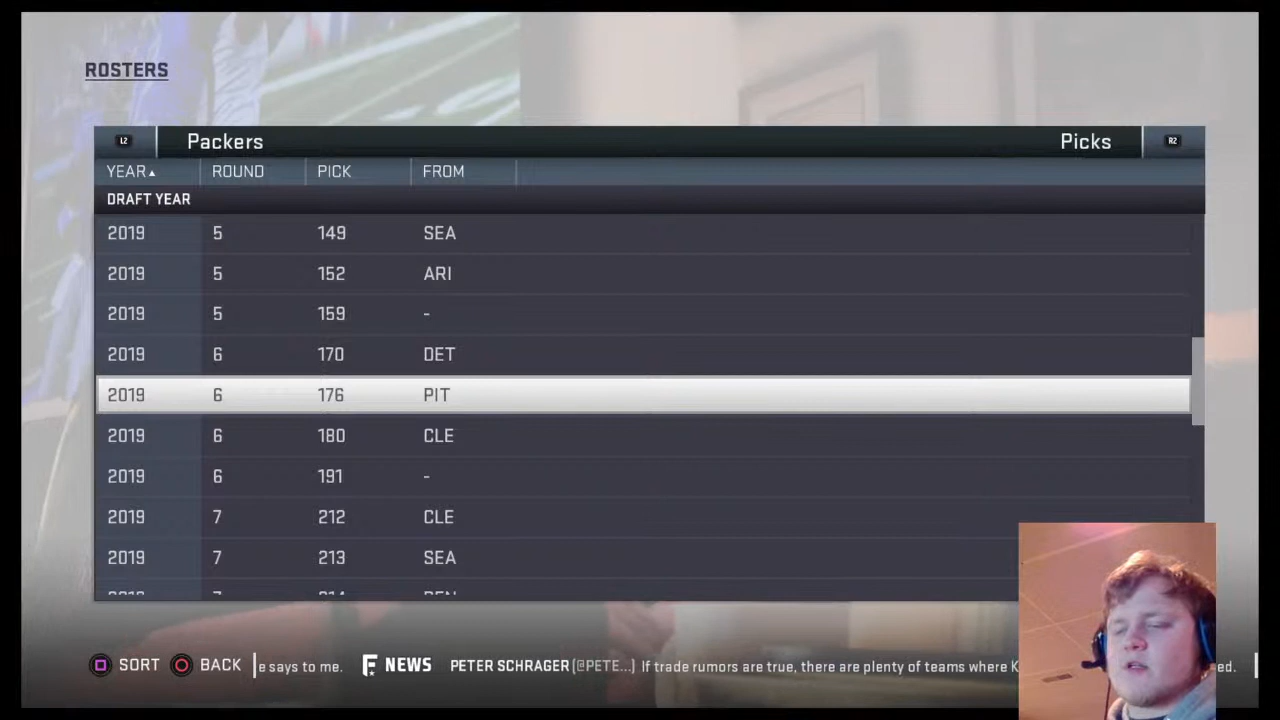 ROSTERS
L2 Packers Picks R2
YEAR ROUND PICK FROM
DRAFT YEAR
2019 5 149 SEA
2019 5 152 ARI
2019 5 159 -
2019 6 170 DET
2019 6 176 PIT
2019 6 180 CLE
2019 6 191 -
2019 7 212 CLE
2019 7 213 SEA
SORT BACK e says to me. F NEWS PETER SCHRAGER (@PETE...) If trade rumors are true, there are plenty of teams where K ed.